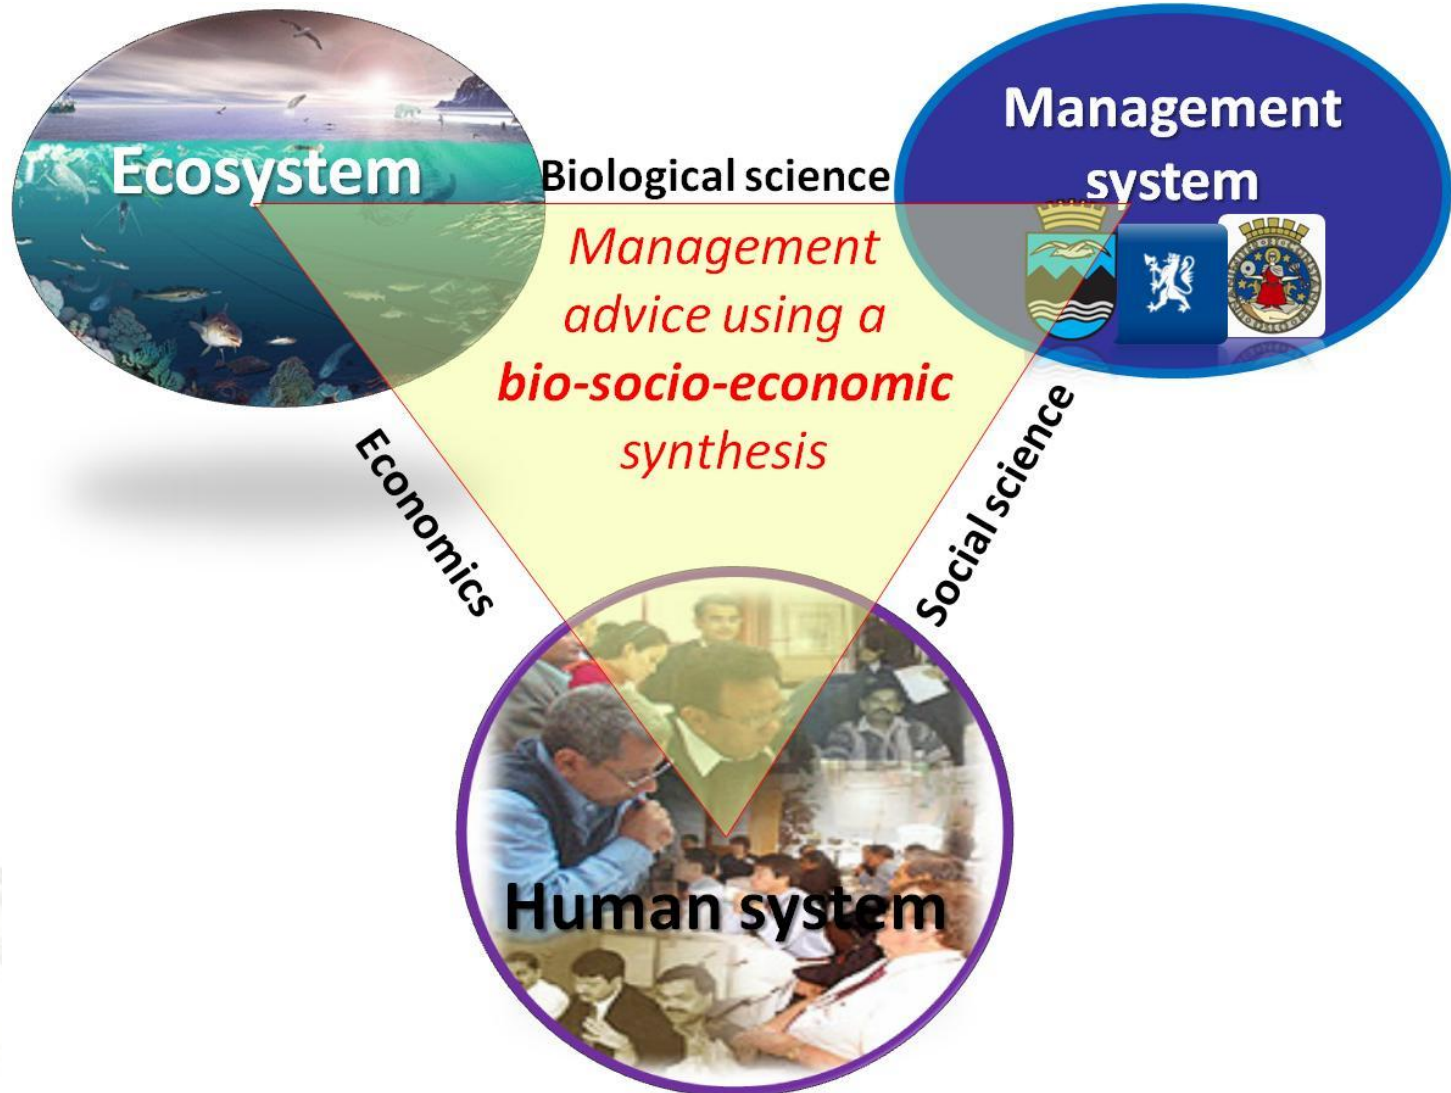 Ecosystem
Biological science
Management
system
Management
advice using a
bio-socio-economic
synthesis
Economics
Social science
Human system